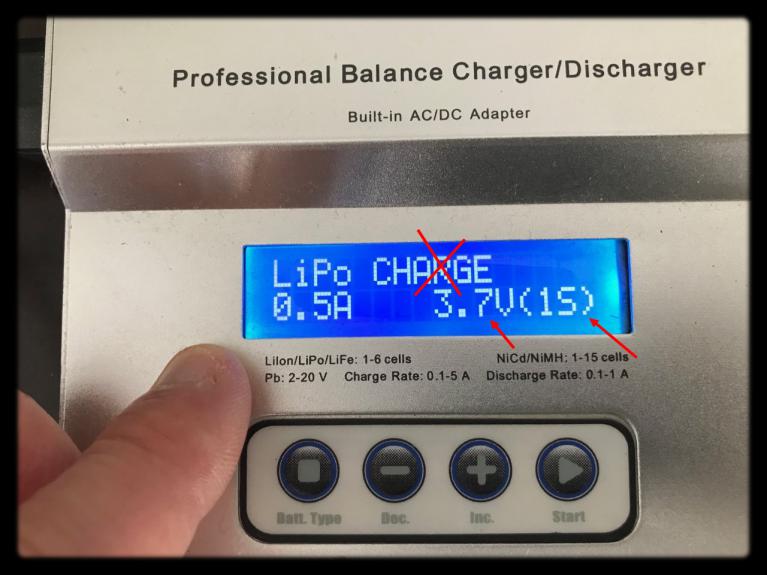 Professional Balance Charger/Discharger
Built-in AC/DC Adapter
LiPo CHARGE
0.5A 3.7V(1S)
LiIon/LiPo/LiFe: 1-6 cells NiCd/NiMH: 1-15 cells
Pb: 2-20 V Charge Rate: 0.1-5 A Discharge Rate: 0.1-1 A
Batt. Type Dec. Inc. Start